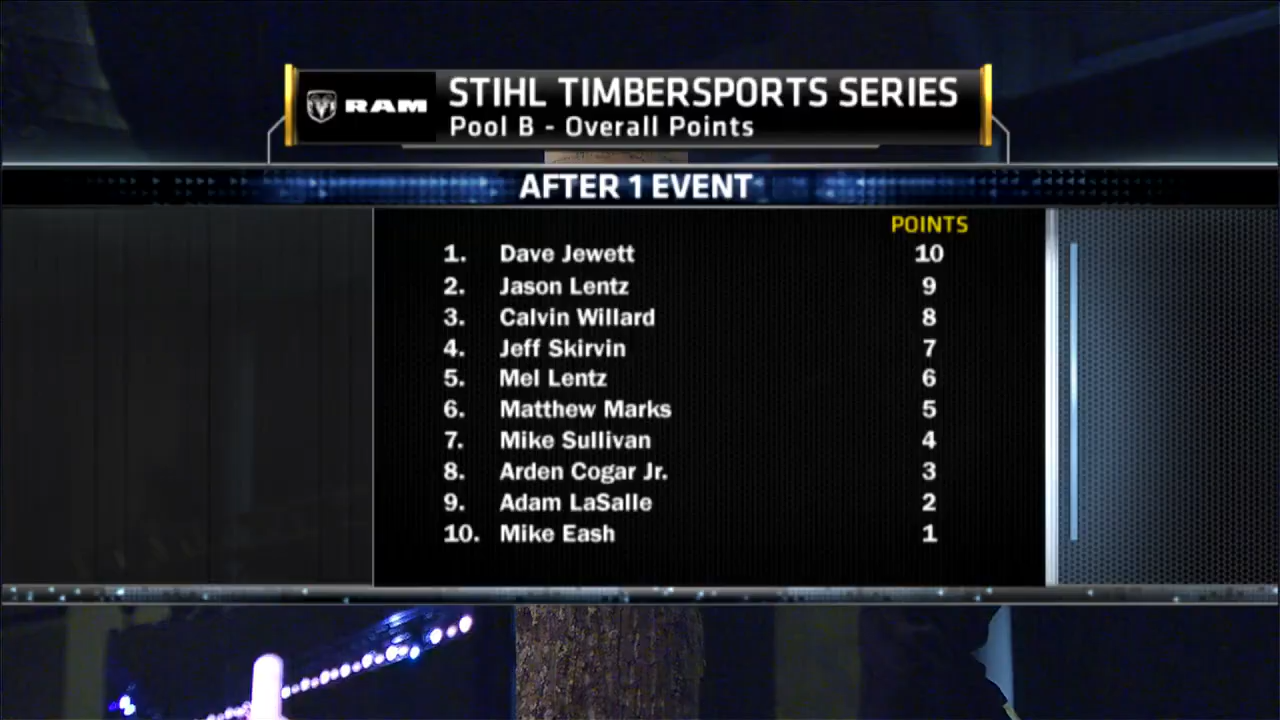 RAM
STIHL TIMBERSPORTS SERIES
Pool B - Overall Points
AFTER 1 EVENT
POINTS
1. Dave Jewett 10
2. Jason Lentz 9
3. Calvin Willard 8
4. Jeff Skirvin 7
5. Mel Lentz 6
6. Matthew Marks 5
7. Mike Sullivan 4
8. Arden Cogar Jr. 3
9. Adam LaSalle 2
10. Mike Eash 1